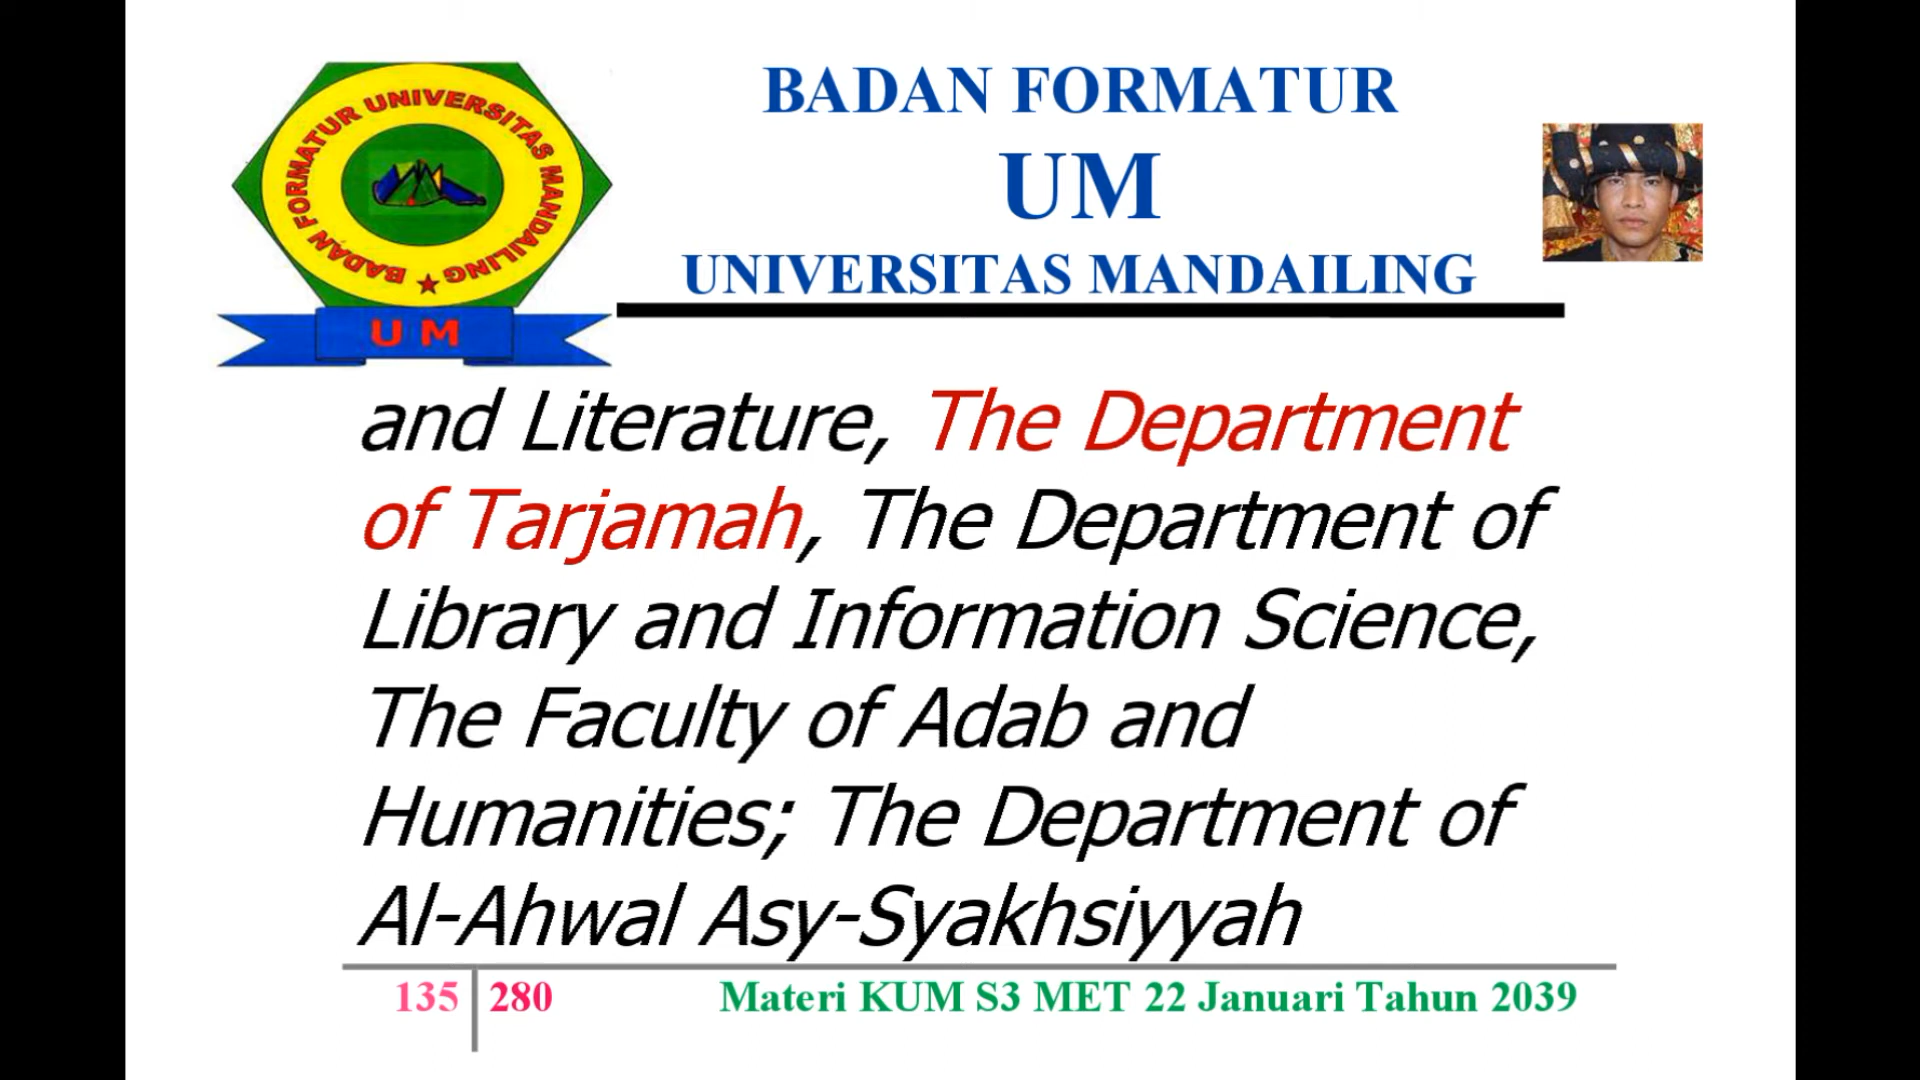 BADAN FORMATUR UNIVERSITAS MANDAILING
U M
BADAN FORMATUR
UM
UNIVERSITAS MANDAILING
and Literature, The Department
of Tarjamah, The Department of
Library and Information Science,
The Faculty of Adab and
Humanities; The Department of
Al-Ahwal Asy-Syakhsiyyah
135 280 Materi KUM S3 MET 22 Januari Tahun 2039